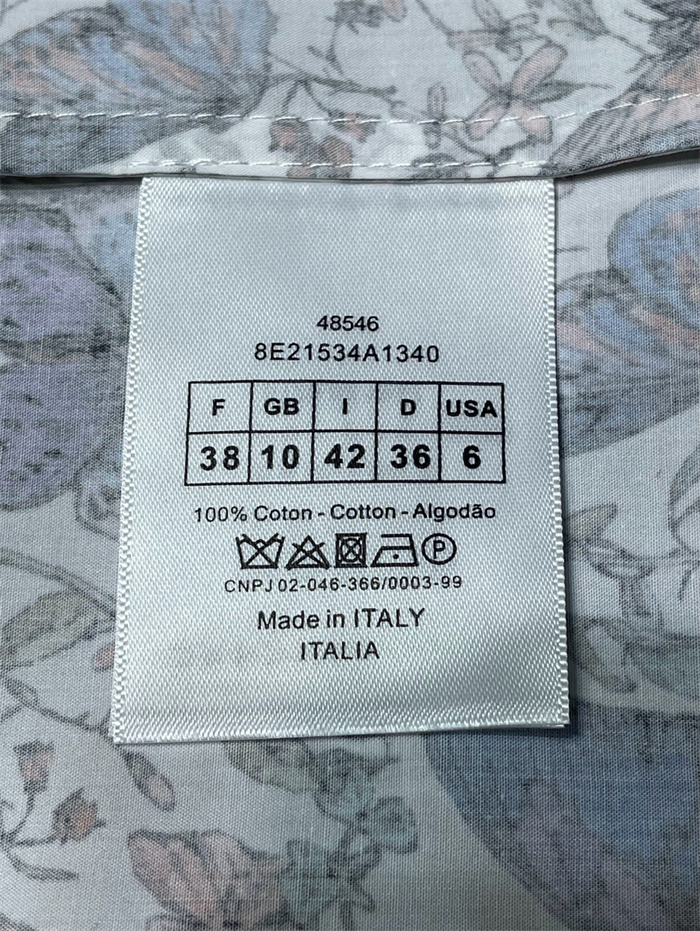 48546
8E21534A1340
F GB I D USA
38 10 42 36 6
100% Coton - Cotton - Algodão
P
CNPJ 02-046-366/0003-99
Made in ITALY
ITALIA